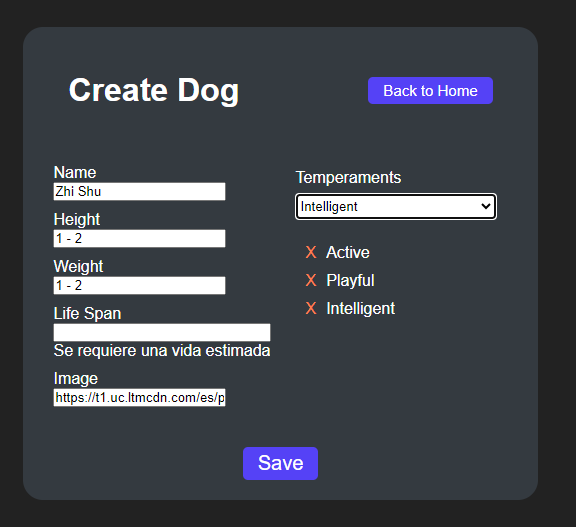 Create Dog
Back to Home
Name
Zhi Shu
Height
1 - 2
Weight
1 - 2
Life Span
Se requiere una vida estimada
Image
https://t1.uc.ltmcdn.com/es/p
Temperaments
Intelligent
X Active
X Playful
X Intelligent
Save